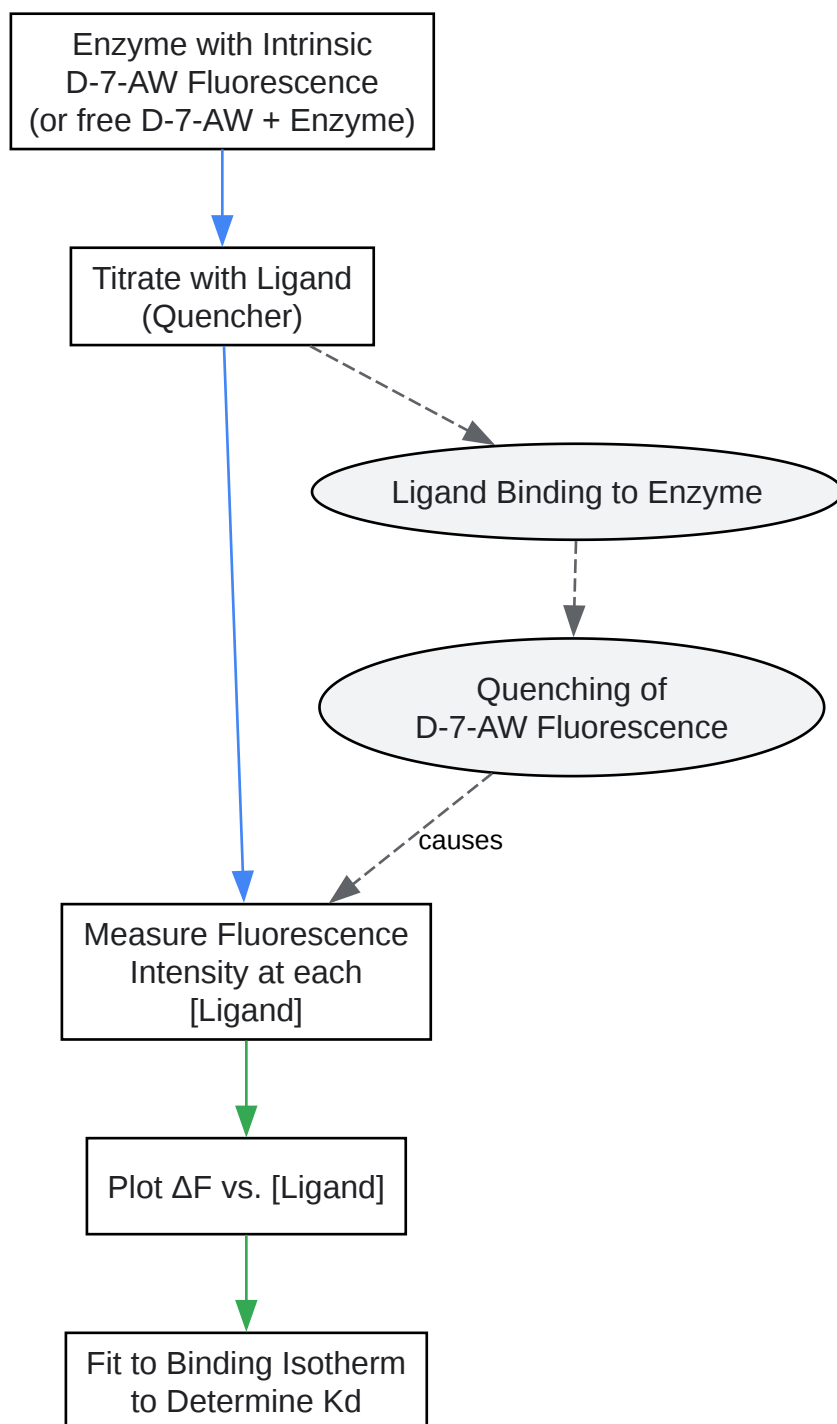 Enzyme with Intrinsic
D-7-AW Fluorescence
(or free D-7-AW + Enzyme)
Titrate with Ligand
(Quencher)
Ligand Binding to Enzyme
Quenching of
D-7-AW Fluorescence
causes
Measure Fluorescence
Intensity at each
[Ligand]
Plot ΔF vs. [Ligand]
Fit to Binding Isotherm
to Determine Kd